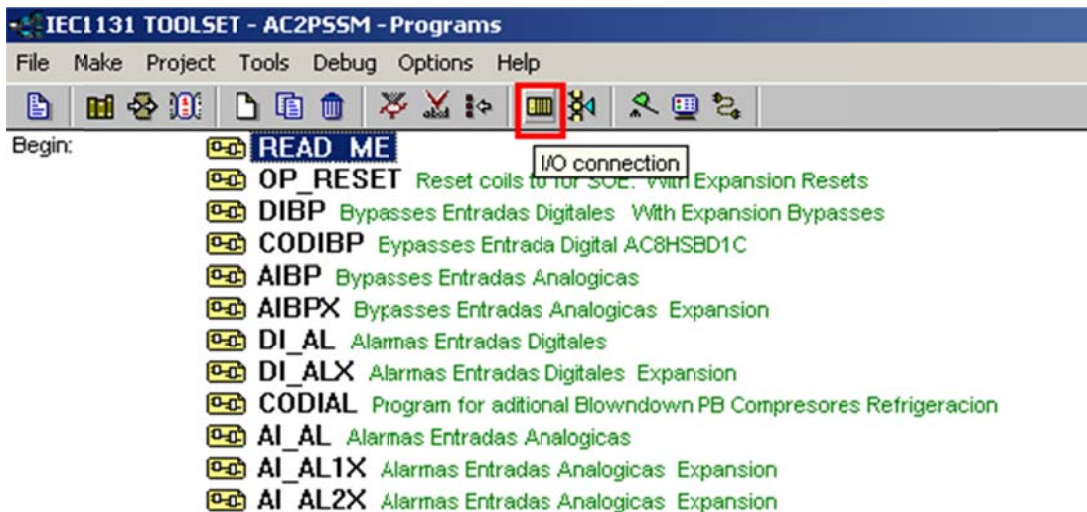 IEC1131 TOOLSET - AC2PSSM - Programs
File Make Project Tools Debug Options Help
Begin:
READ_ME
I/O connection
OP_RESET Reset coils to for SOE. With Expansion Resets
DIBP Bypasses Entradas Digitales With Expansion Bypasses
CODIBP Eypasses Entrada Digital AC8HSBD1C
AIBP Bypasses Entradas Analogicas
AIBPX Bypasses Entradas Analogicas Expansion
DI_AL Alarmas Entradas Digitales
DI_ALX Alarmas Entradas Digitales Expansion
CODIAL Program for aditional Blowndown PB Compresores Refrigeracion
AI_AL Alarmas Entradas Analogicas
AI_AL1X Alarmas Entradas Analogicas Expansion
AI_AL2X Alarmas Entradas Analogicas Expansion